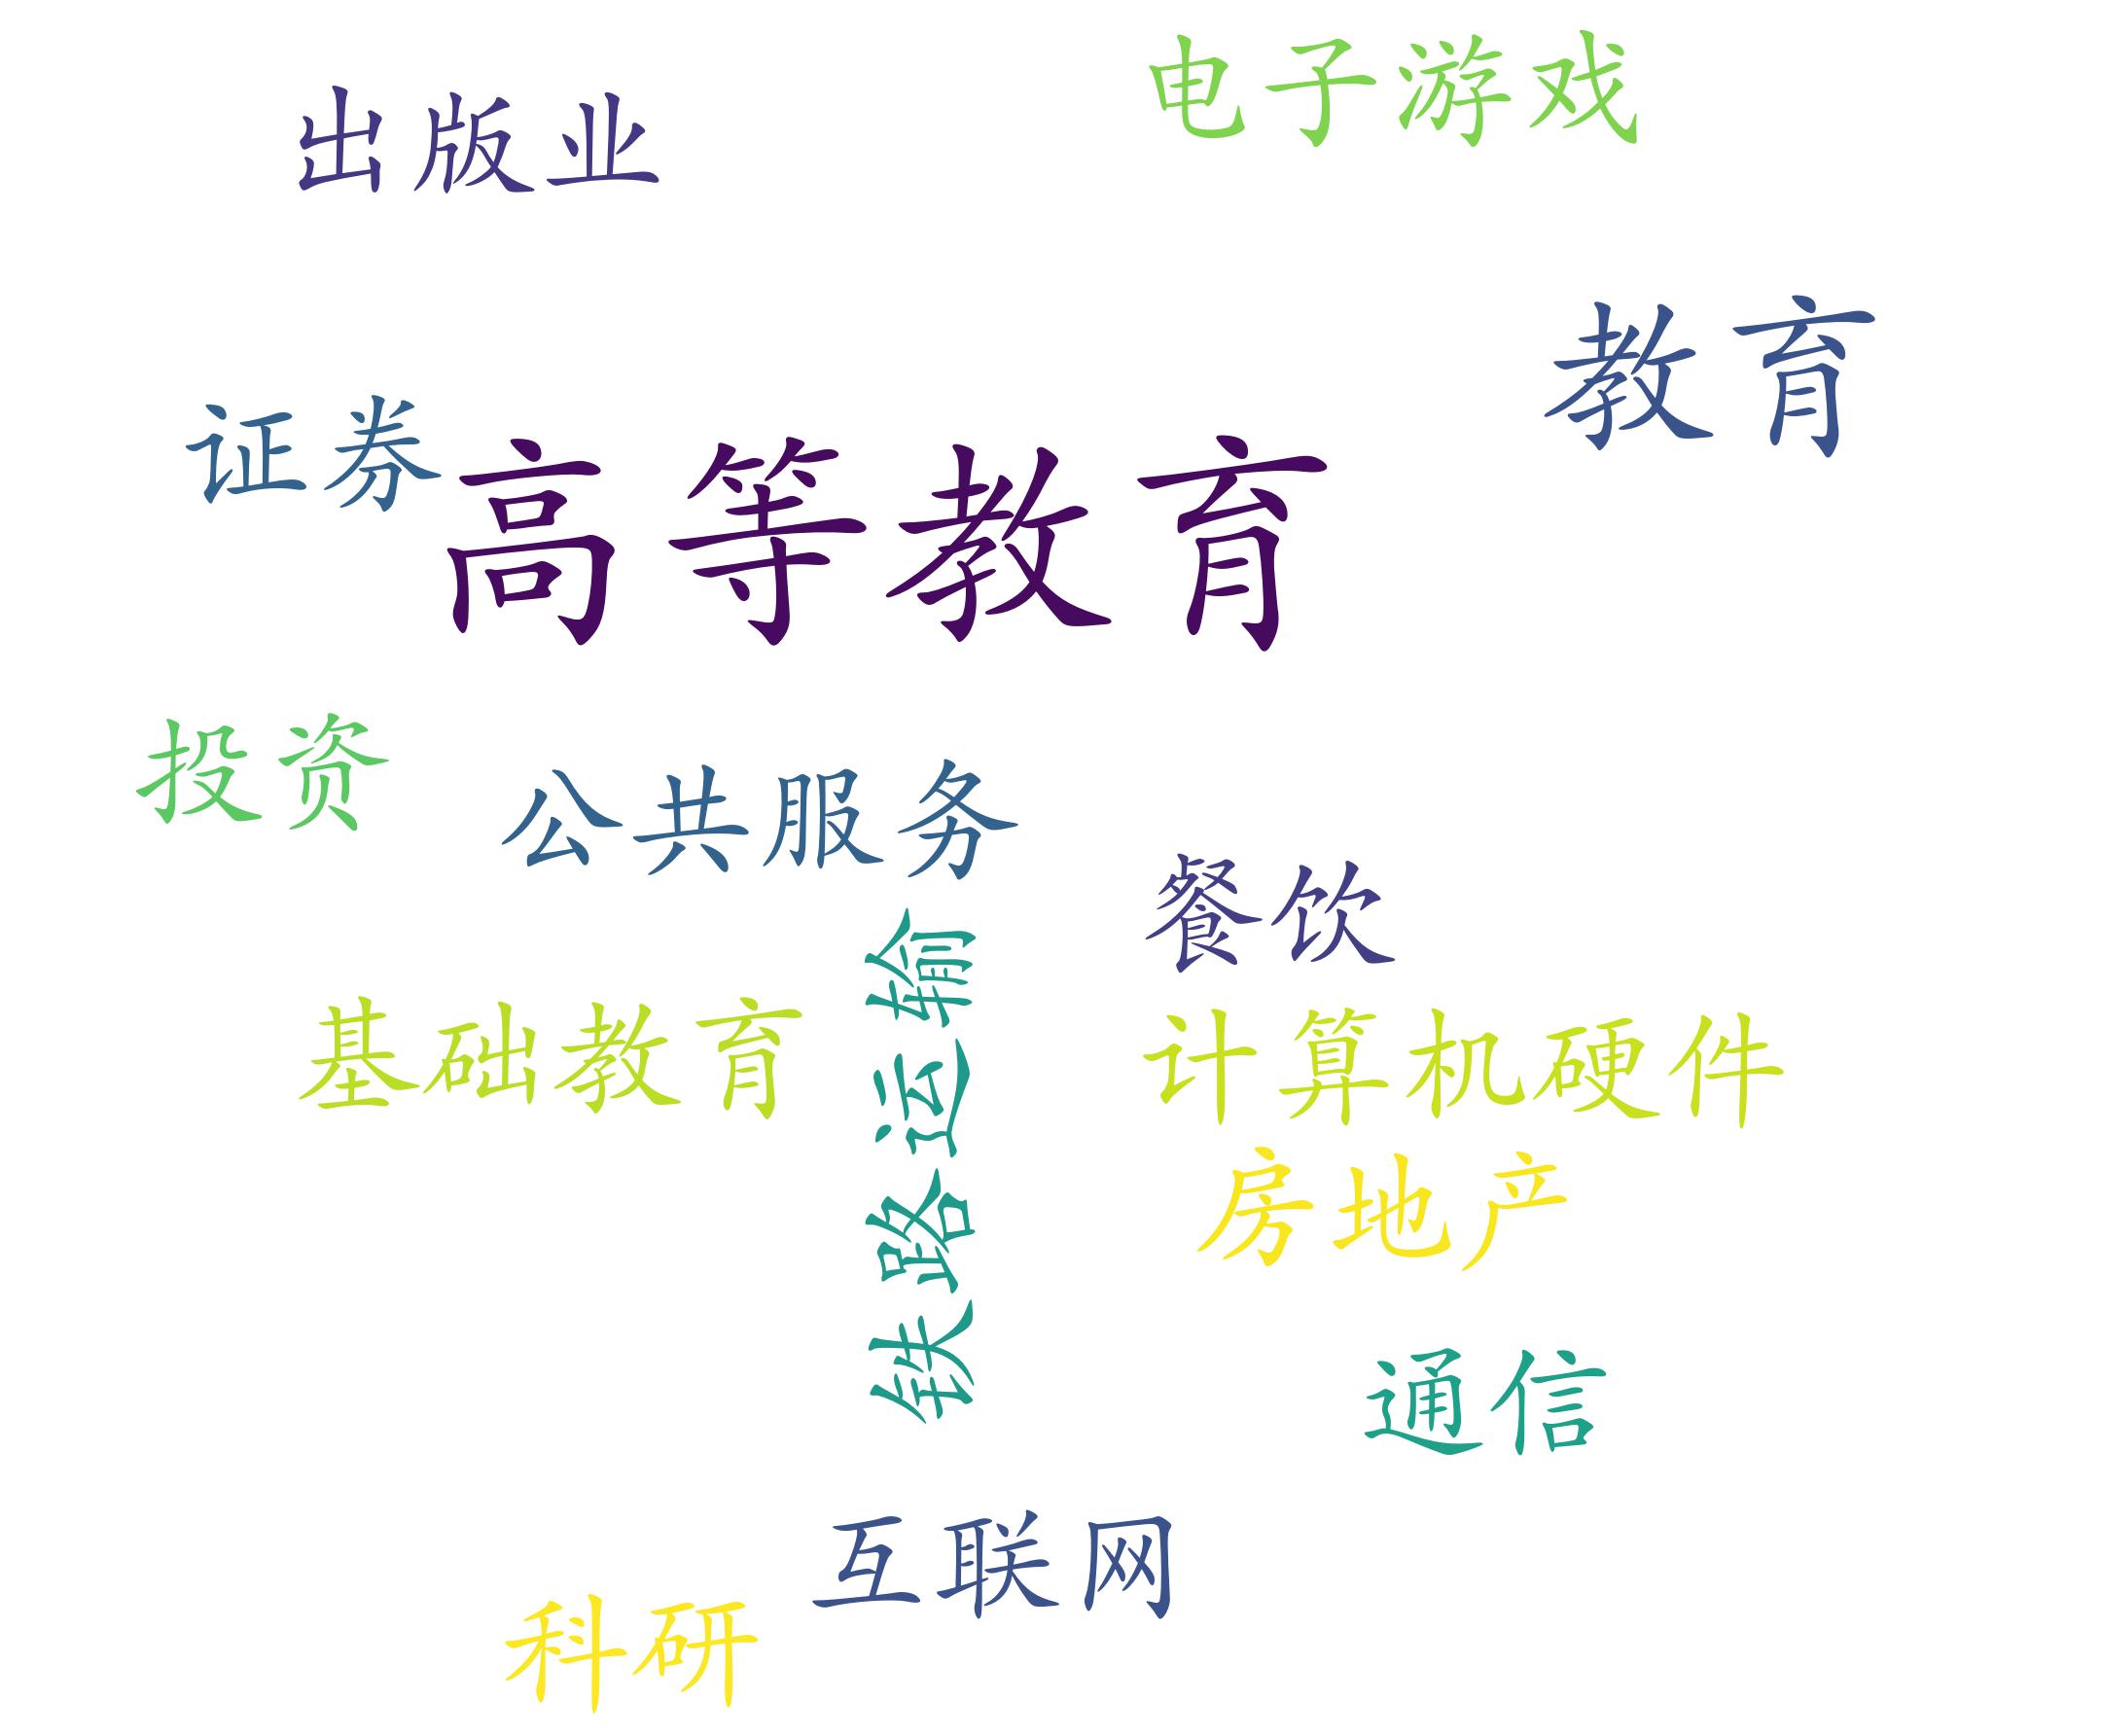 电子游戏
出版业
教育
证券
高等教育
投资
公共服务
餐饮
铁路运输
基础教育
计算机硬件
房地产
通信
互联网
科研